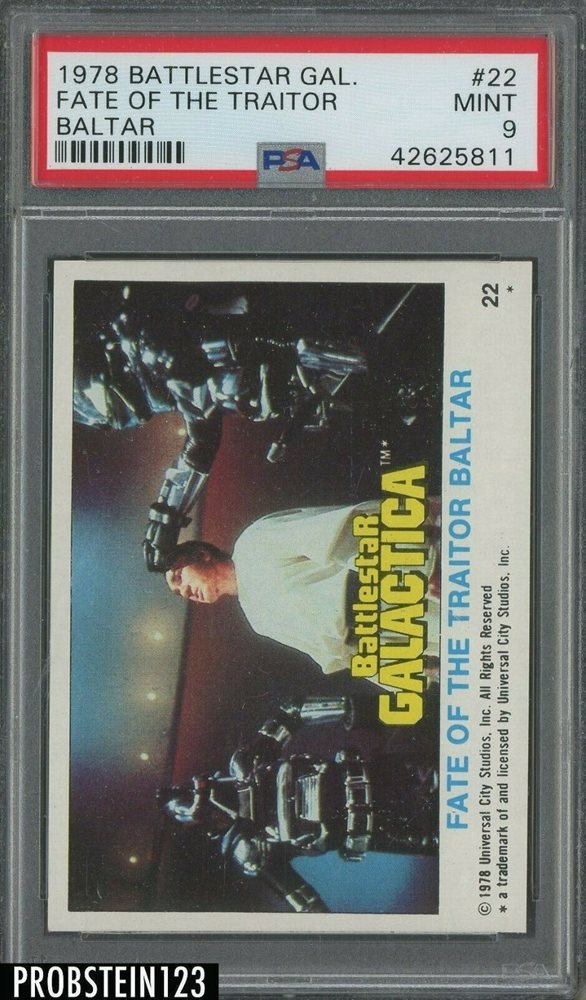 1978 BATTLESTAR GAL. #22
FATE OF THE TRAITOR MINT
BALTAR 9
PSA 42625811
22
*
BattlestaR
GALACTICA™*
FATE OF THE TRAITOR BALTAR
© 1978 Universal City Studios, Inc. All Rights Reserved
* a trademark of and licensed by Universal City Studios, Inc.
PROBSTEIN123